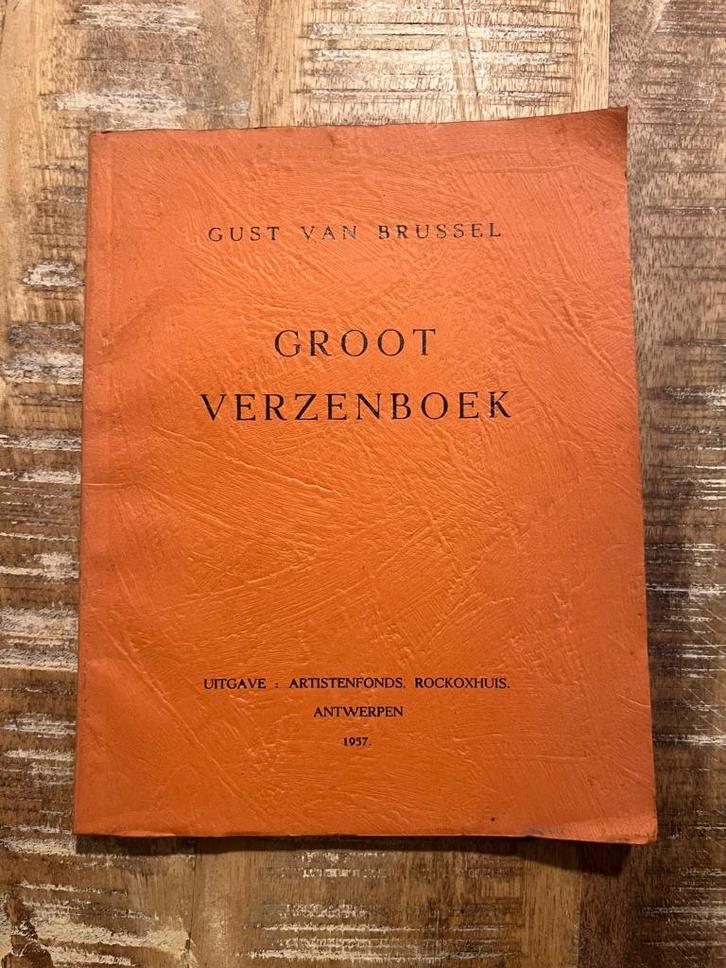 GUST VAN BRUSSEL
GROOT
VERZENBOEK
UITGAVE : ARTISTENFONDS, ROCKOXHUIS.
ANTWERPEN
1957.